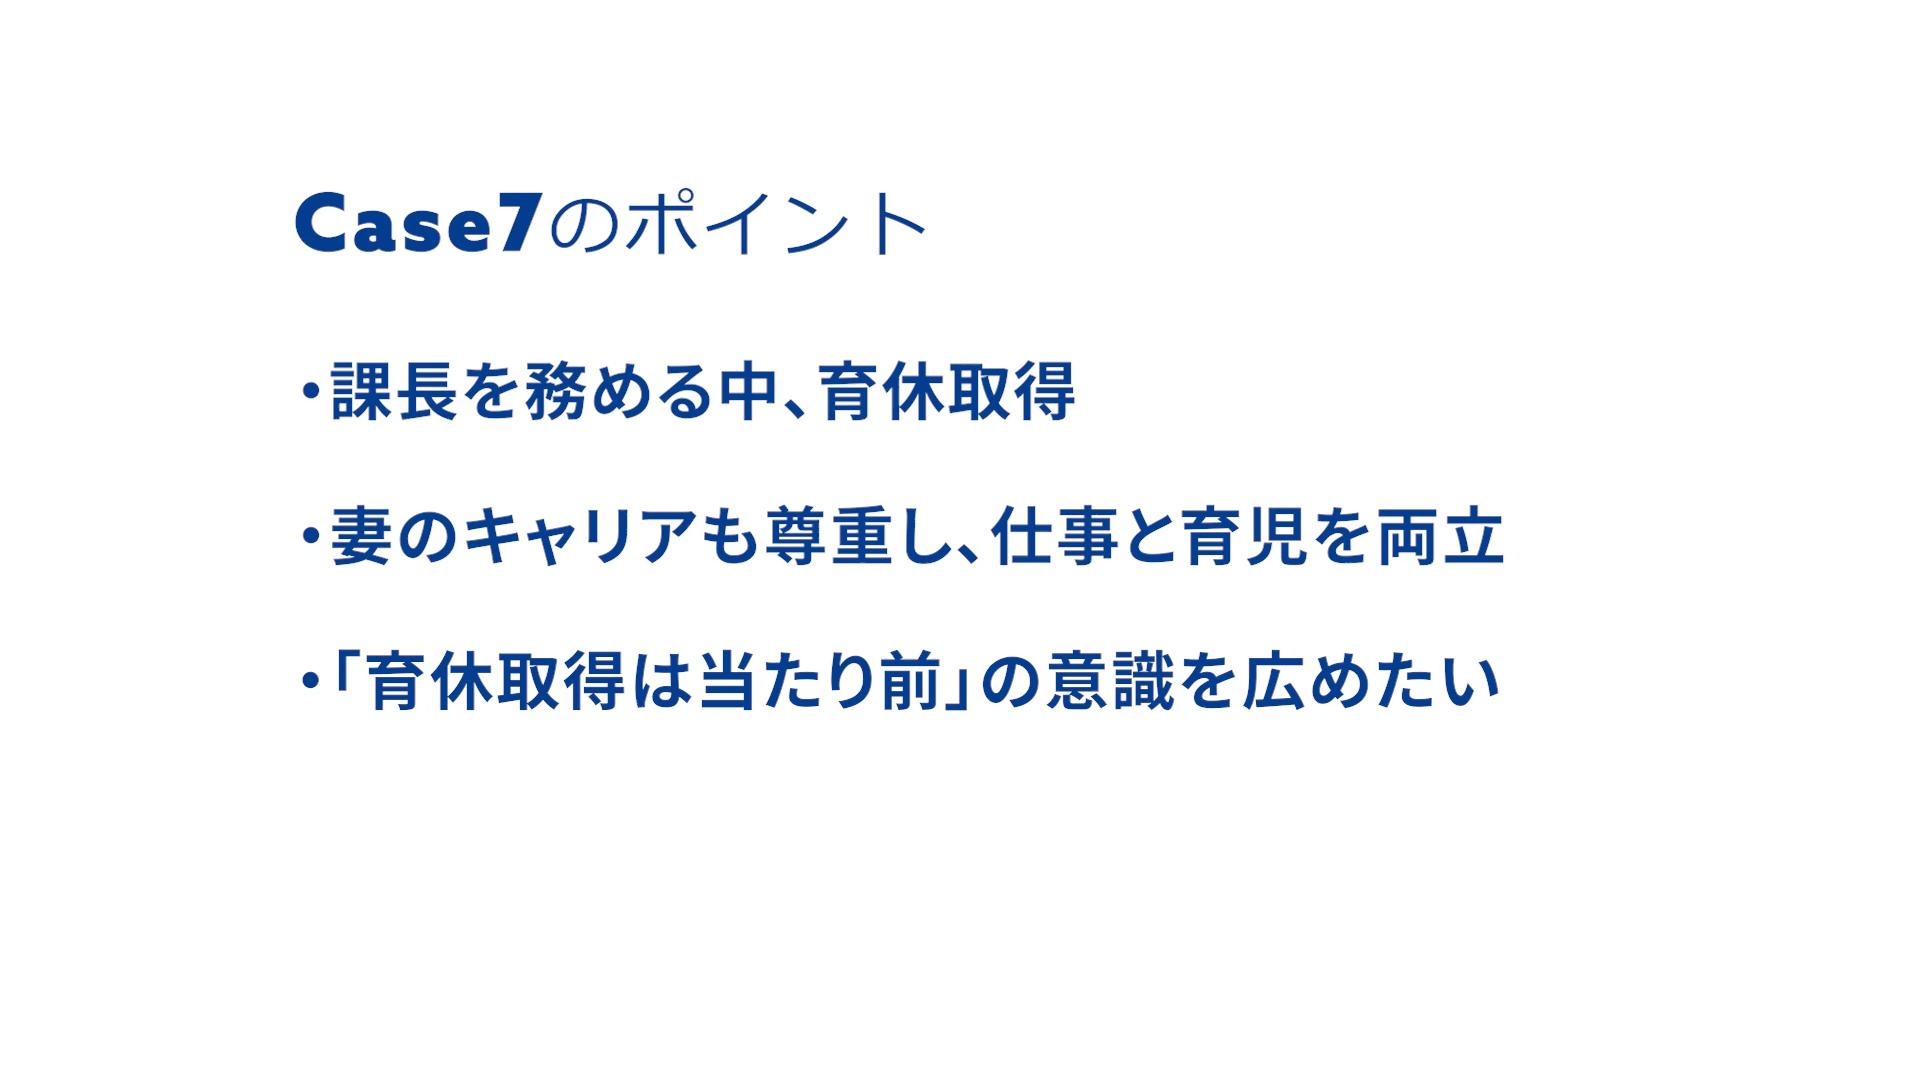 Case7のポイント
・課長を務める中、育休取得
・妻のキャリアも尊重し、仕事と育児を両立
・「育休取得は当たり前」の意識を広めたい